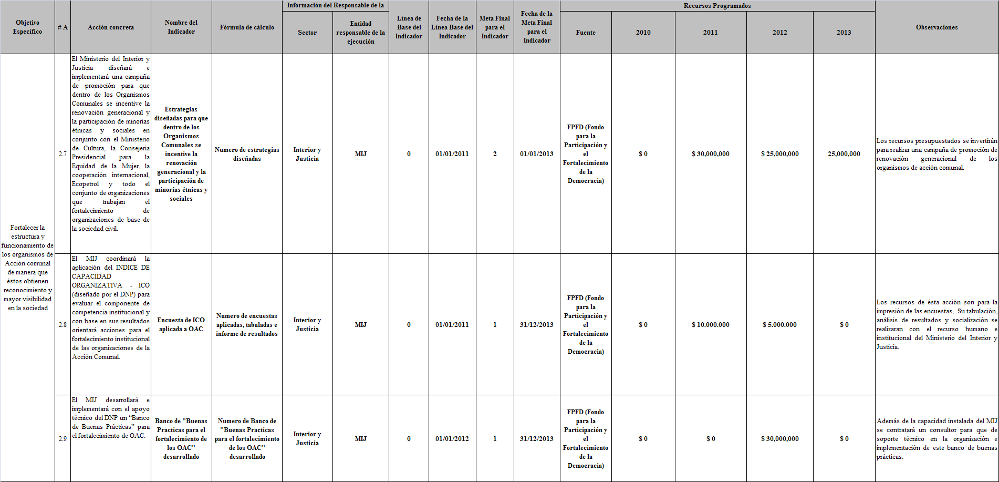 Objetivo
Específico
# A
Acción concreta
Nombre del
Indicador
Fórmula de cálculo
Información del Responsable de la
Sector
Entidad
responsable de la
ejecución
Línea de
Base del
Indicador
Fecha de la
Línea Base del
Indicador
Meta Final
para el
Indicador
Fecha de la
Meta Final
para el
Indicador
Recursos Programados
Fuente
2010
2011
2012
2013
Observaciones
Fortalecer la
estructura y
funcionamiento de
los organismos de
Acción comunal
de manera que
éstos obtienen
reconocimiento y
mayor visibilidad
en la sociedad
2.7
El Ministerio del Interior y
Justicia diseñará e
implementará una campaña
de promoción para que
dentro de los Organismos
Comunales se incentive la
renovación generacional y
la participación de minorías
étnicas y sociales en
conjunto con el Ministerio
de Cultura, la Consejería
Presidencial para la
Equidad de la Mujer, la
cooperación internacional,
Ecopetrol y todo el
conjunto de organizaciones
que trabajan el
fortalecimiento de
organizaciones de base de
la sociedad civil.
Estrategias
diseñadas para que
dentro de los
Organismos
Comunales se
incentive la
renovación
generacional y la
participación de
minorías étnicas y
sociales
Numero de estrategias
diseñadas
Interior y
Justicia
MIJ
0
01/01/2011
2
01/01/2013
FPFD (Fondo
para la
Participación y
el
Fortalecimiento
de la
Democracia)
$ 0
$ 30,000,000
$ 25,000,000
25,000,000
Los recursos presupuestados se invertirán
para realizar una campaña de promoción de
renovación generacional de los
organismos de acción comunal.
2.8
El MIJ coordinará la
aplicación del INDICE DE
CAPACIDAD
ORGANIZATIVA - ICO
(diseñado por el DNP) para
evaluar el componente de
competencia institucional y
con base en sus resultados
orientará acciones para el
fortalecimiento institucional
de las organizaciones de la
Acción Comunal.
Encuesta de ICO
aplicada a OAC
Numero de encuestas
aplicadas, tabuladas e
informe de resultados
Interior y
Justicia
MIJ
0
01/01/2011
1
31/12/2013
FPFD (Fondo
para la
Participación y
el
Fortalecimiento
de la
Democracia)
$ 0
$ 10.000.000
$ 5.000.000
$ 0
Los recursos de ésta acción son para la
impresión de las encuestas,. Su tabulación,
análisis de resultados y socialización se
realizaran con el recurso humano e
institucional del Ministerio del Interior y
Justicia.
2.9
El MIJ desarrollará e
implementará con el apoyo
técnico del DNP un “Banco
de Buenas Prácticas” para
el fortalecimiento de OAC.
Banco de "Buenas
Practicas para el
fortalecimiento de
los OAC"
desarrollado
Numero de Banco de
"Buenas Practicas
para el fortalecimiento
de los OAC"
desarrollado
Interior y
Justicia
MIJ
0
01/01/2012
1
31/12/2013
FPFD (Fondo
para la
Participación y
el
Fortalecimiento
de la
Democracia)
$ 0
$ 0
$ 30,000,000
$ 0
Además de la capacidad instalada del MIJ
se contratará un consultor para que de
soporte técnico en la organización e
implementación de este banco de buenas
prácticas.